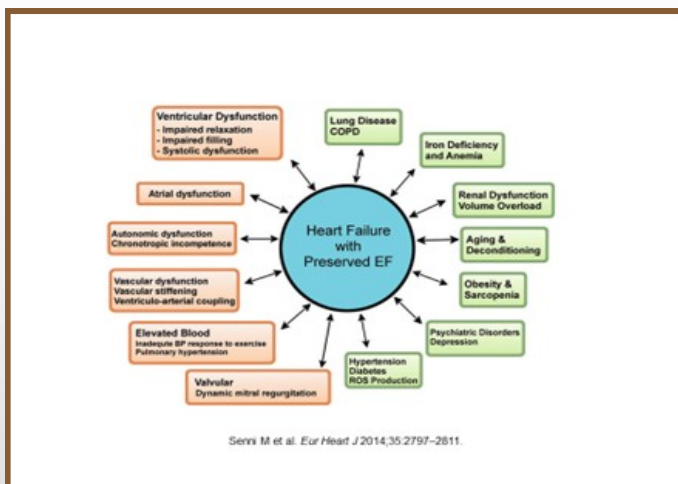 Ventricular Dysfunction
- Impaired relaxation
- Impaired filling
- Systolic dysfunction
Atrial dysfunction
Autonomic dysfunction
Chronotropic incompetence
Vascular dysfunction
Vascular stiffening
Ventriculo-arterial coupling
Elevated Blood
Inadequte BP response to exercise
Pulmonary hypertension
Valvular
Dynamic mitral regurgitation
Heart Failure
with
Preserved EF
Lung Disease
COPD
Iron Deficiency
and Anemia
Renal Dysfunction
Volume Overload
Aging &
Deconditioning
Obesity &
Sarcopenia
Psychiatric Disorders
Depression
Hypertension
Diabetes
ROS Production
Senni M et al. Eur Heart J 2014;35:2797–2811.